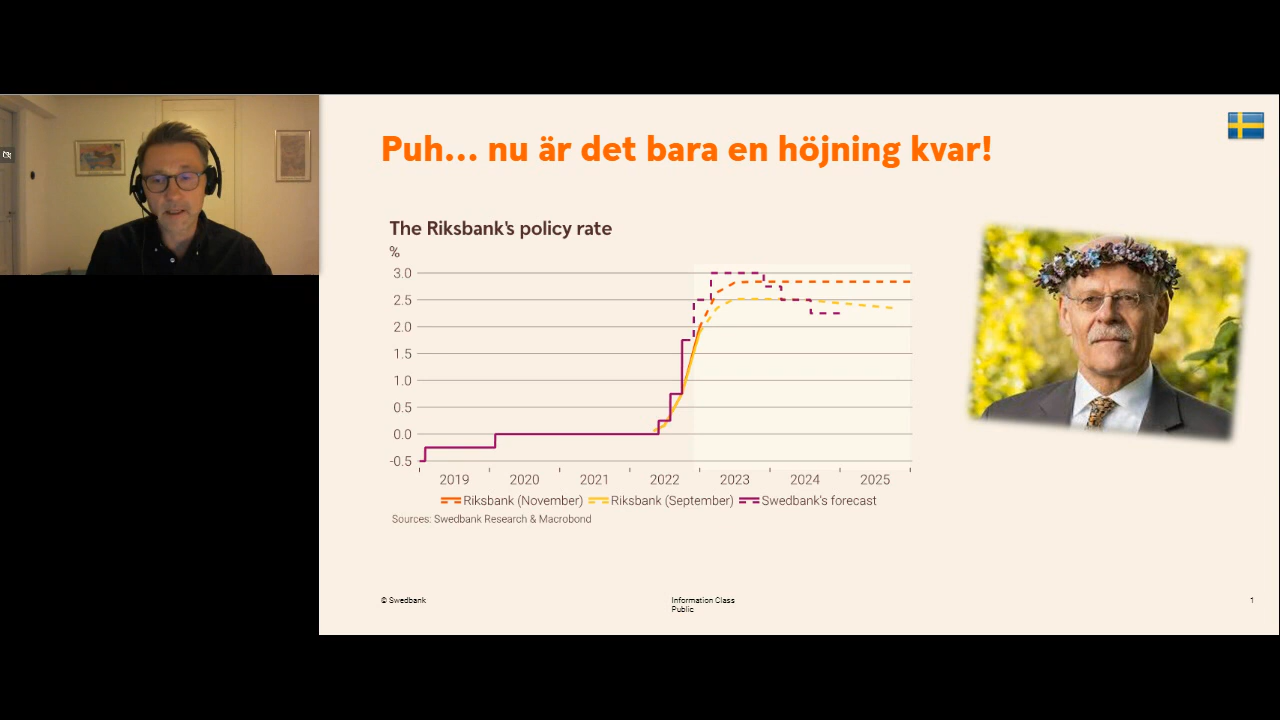 Puh... nu är det bara en höjning kvar!
The Riksbank's policy rate
%
3.0
2.5
2.0
1.5
1.0
0.5
0.0
-0.5
2019 2020 2021 2022 2023 2024 2025
Riksbank (November) Riksbank (September) Swedbank's forecast
Sources: Swedbank Research & Macrobond
© Swedbank
Information Class
Public
1